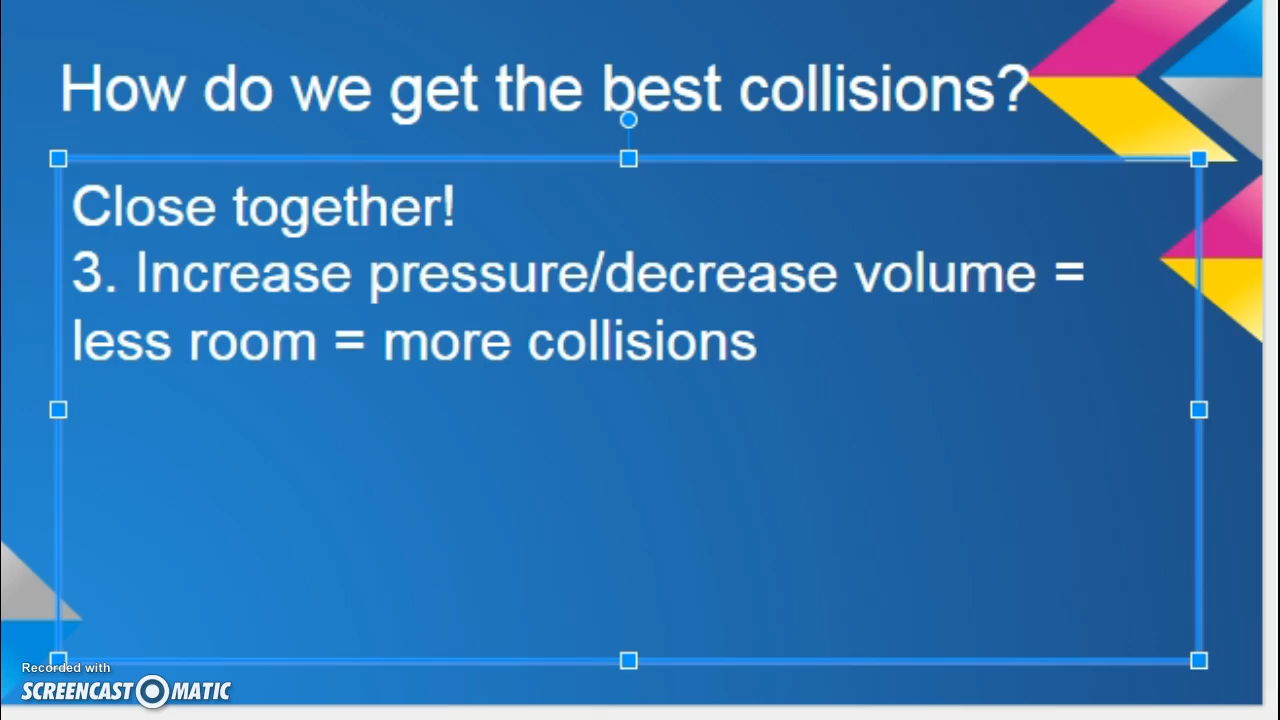 How do we get the best collisions?
Close together!
3. Increase pressure/decrease volume =
less room = more collisions
Recorded with
SCREENCAST MATIC